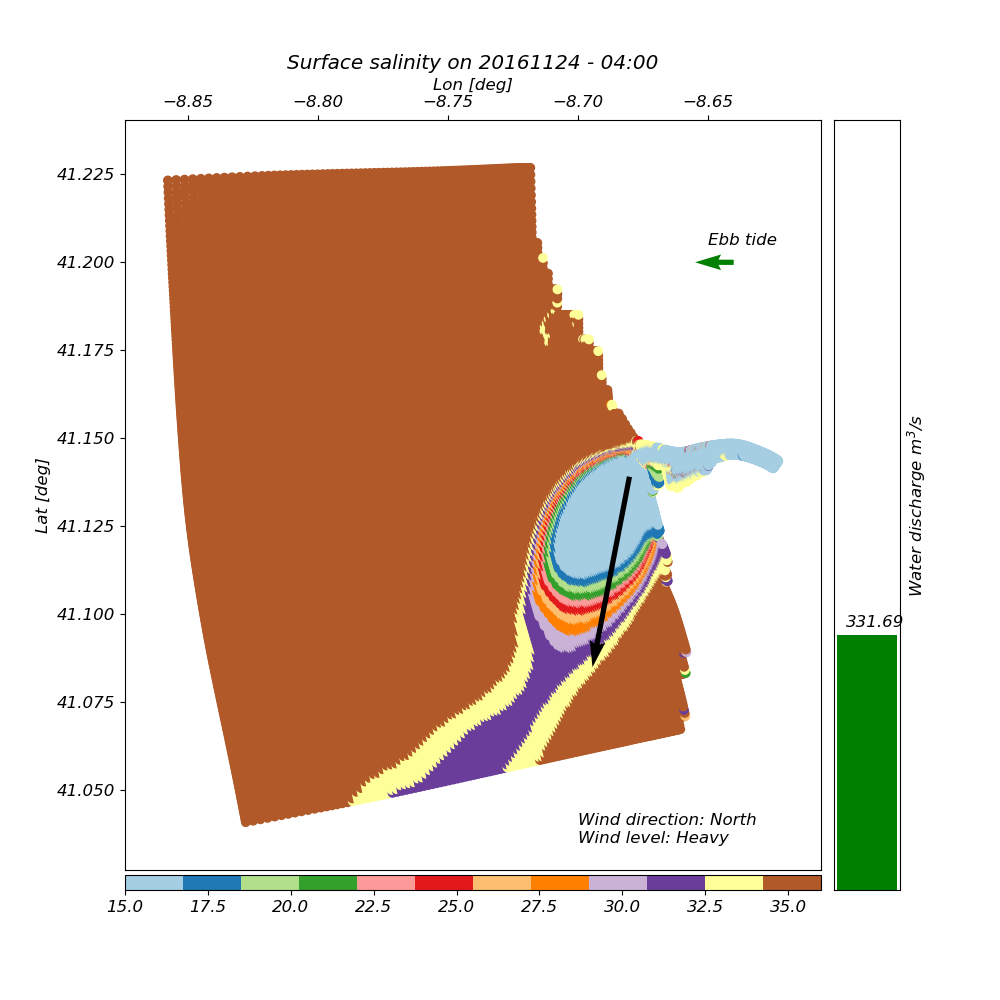 Surface salinity on 20161124 - 04:00
Lon [deg]
−8.85 −8.80 −8.75 −8.70 −8.65
41.225
Ebb tide
41.200
41.175
41.150
Lat [deg]
41.125
41.100
41.075
41.050
Water discharge m³/s
331.69
Wind direction: North
Wind level: Heavy
15.0 17.5 20.0 22.5 25.0 27.5 30.0 32.5 35.0